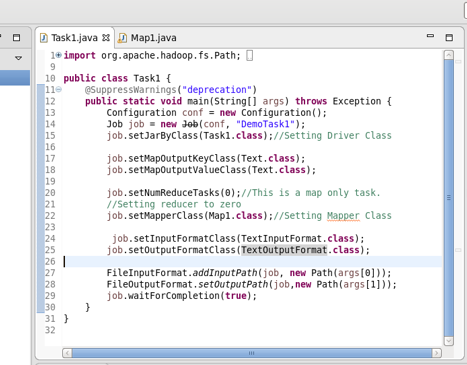 Task1.java Map1.java
1 import org.apache.hadoop.fs.Path;
9
10 public class Task1 {
11 @SuppressWarnings("deprecation")
12 public static void main(String[] args) throws Exception {
13 Configuration conf = new Configuration();
14 Job job = new Job(conf, "DemoTask1");
15 job.setJarByClass(Task1.class);//Setting Driver Class
16
17 job.setMapOutputKeyClass(Text.class);
18 job.setMapOutputValueClass(Text.class);
19
20 job.setNumReduceTasks(0);//This is a map only task.
21 //Setting reducer to zero
22 job.setMapperClass(Map1.class);//Setting Mapper Class
23
24 job.setInputFormatClass(TextInputFormat.class);
25 job.setOutputFormatClass(TextOutputFormat.class);
26
27 FileInputFormat.addInputPath(job, new Path(args[0]));
28 FileOutputFormat.setOutputPath(job,new Path(args[1]));
29 job.waitForCompletion(true);
30 }
31 }
32